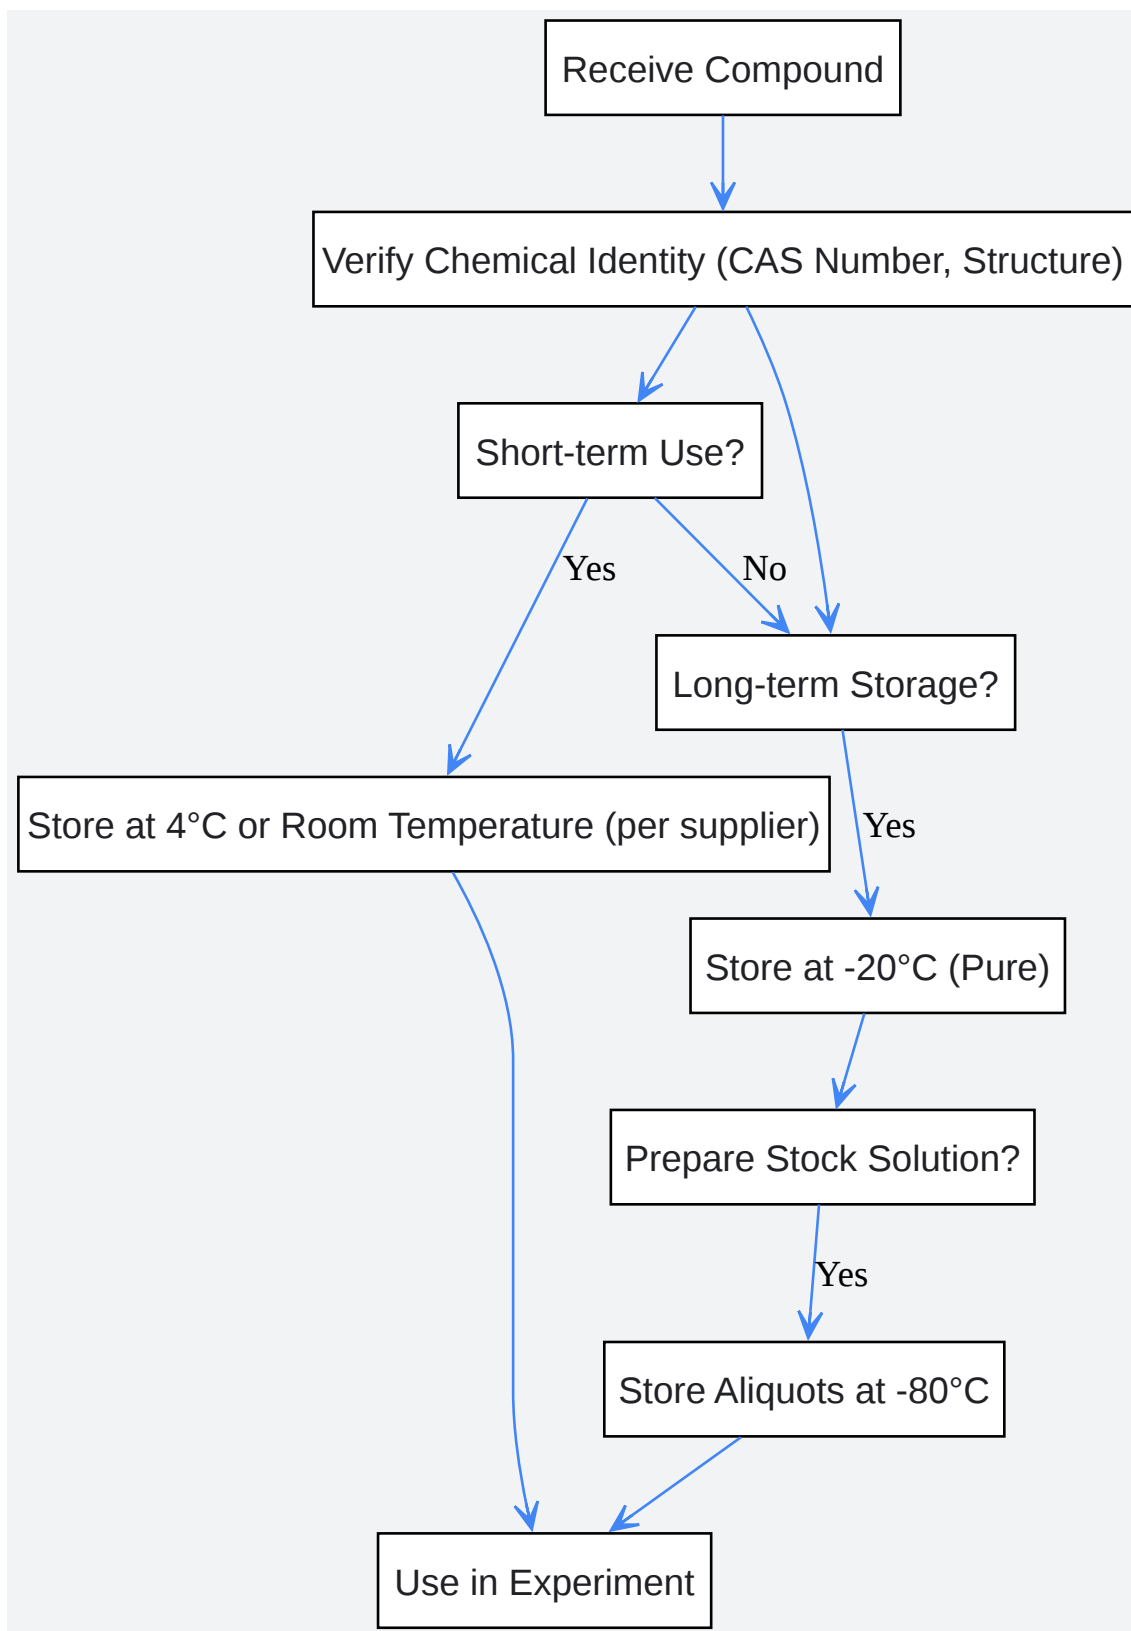 Receive Compound
Verify Chemical Identity (CAS Number, Structure)
Short-term Use?
Yes
No
Long-term Storage?
Store at 4°C or Room Temperature (per supplier)
Yes
Store at -20°C (Pure)
Prepare Stock Solution?
Yes
Store Aliquots at -80°C
Use in Experiment